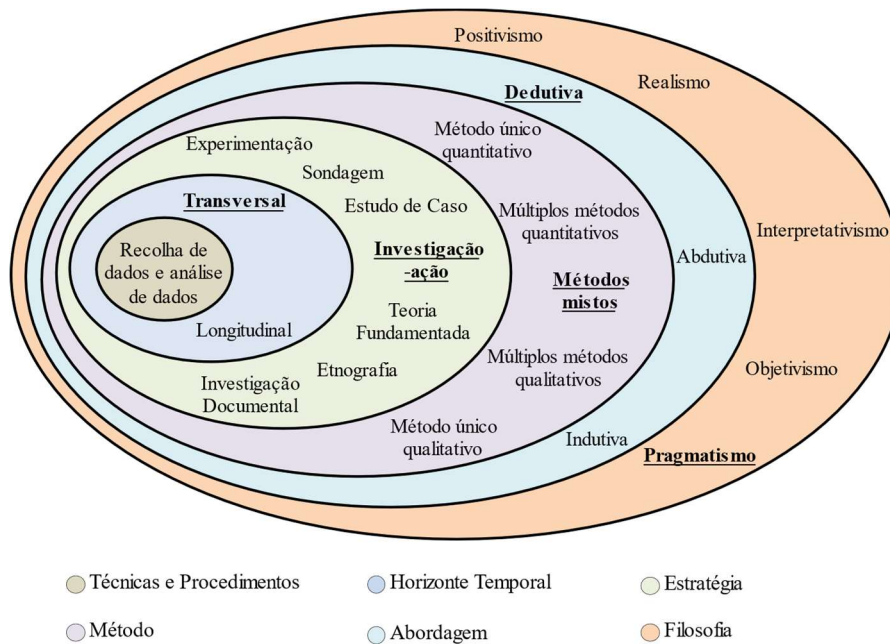 Positivismo
Realismo
Dedutiva
Método único
quantitativo
Experimentação
Sondagem
Transversal
Estudo de Caso
Múltiplos métodos
quantitativos
Interpretativismo
Recolha de
dados e análise
de dados
Investigação
-ação
Abdutiva
Métodos
mistos
Longitudinal
Teoria
Fundamentada
Etnografia
Múltiplos métodos
qualitativos
Objetivismo
Investigação
Documental
Método único
qualitativo
Indutiva
Pragmatismo
Técnicas e Procedimentos
Horizonte Temporal
Estratégia
Método
Abordagem
Filosofia